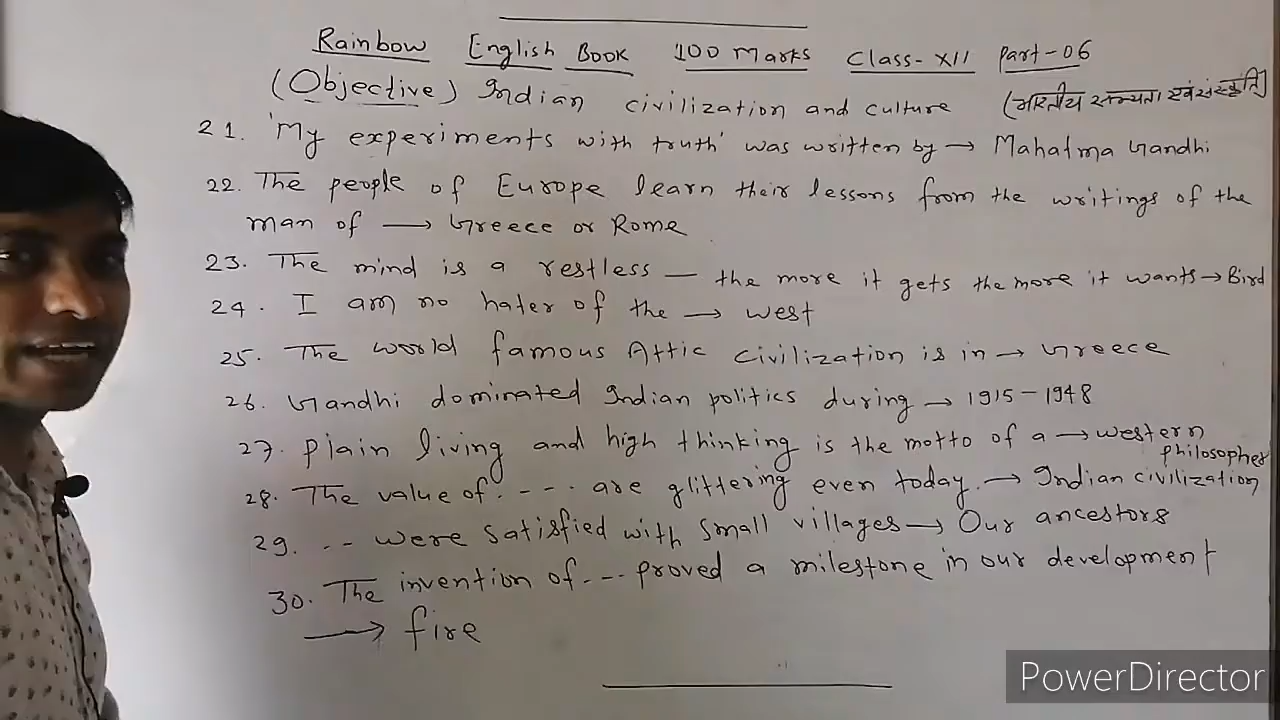 Rainbow English Book 100 Marks Class-XII Part-06
(Objective) Indian civilization and culture (भारतीय सभ्यता एवं संस्कृति)
21. 'My experiments with truth' was written by → Mahatma Gandhi
22. The people of Europe learn their lessons from the writings of the
man of → Greece or Rome
23. The mind is a restless — the more it gets the more it wants → Bird
24. I am no hater of the → west
25. The world famous Attic civilization is in → Greece
26. Gandhi dominated Indian politics during → 1915-1948
27. Plain living and high thinking is the motto of a → western
philosopher
28. The value of .--- are glittering even today. → Indian civilization
29. .-- were satisfied with small villages → Our ancestors
30. The invention of .--- proved a milestone in our development
→ fire
PowerDirector